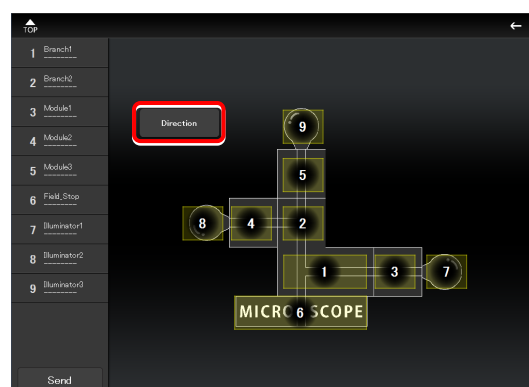 TOP
←
1 Branch1
--------
2 Branch2
--------
3 Module1
--------
4 Module2
--------
5 Module3
--------
6 Field_Stop
--------
7 Illuminator1
--------
8 Illuminator2
--------
9 Illuminator3
--------
Send
Direction
9
5
8 4 2
1 3 7
MICR 6 SCOPE